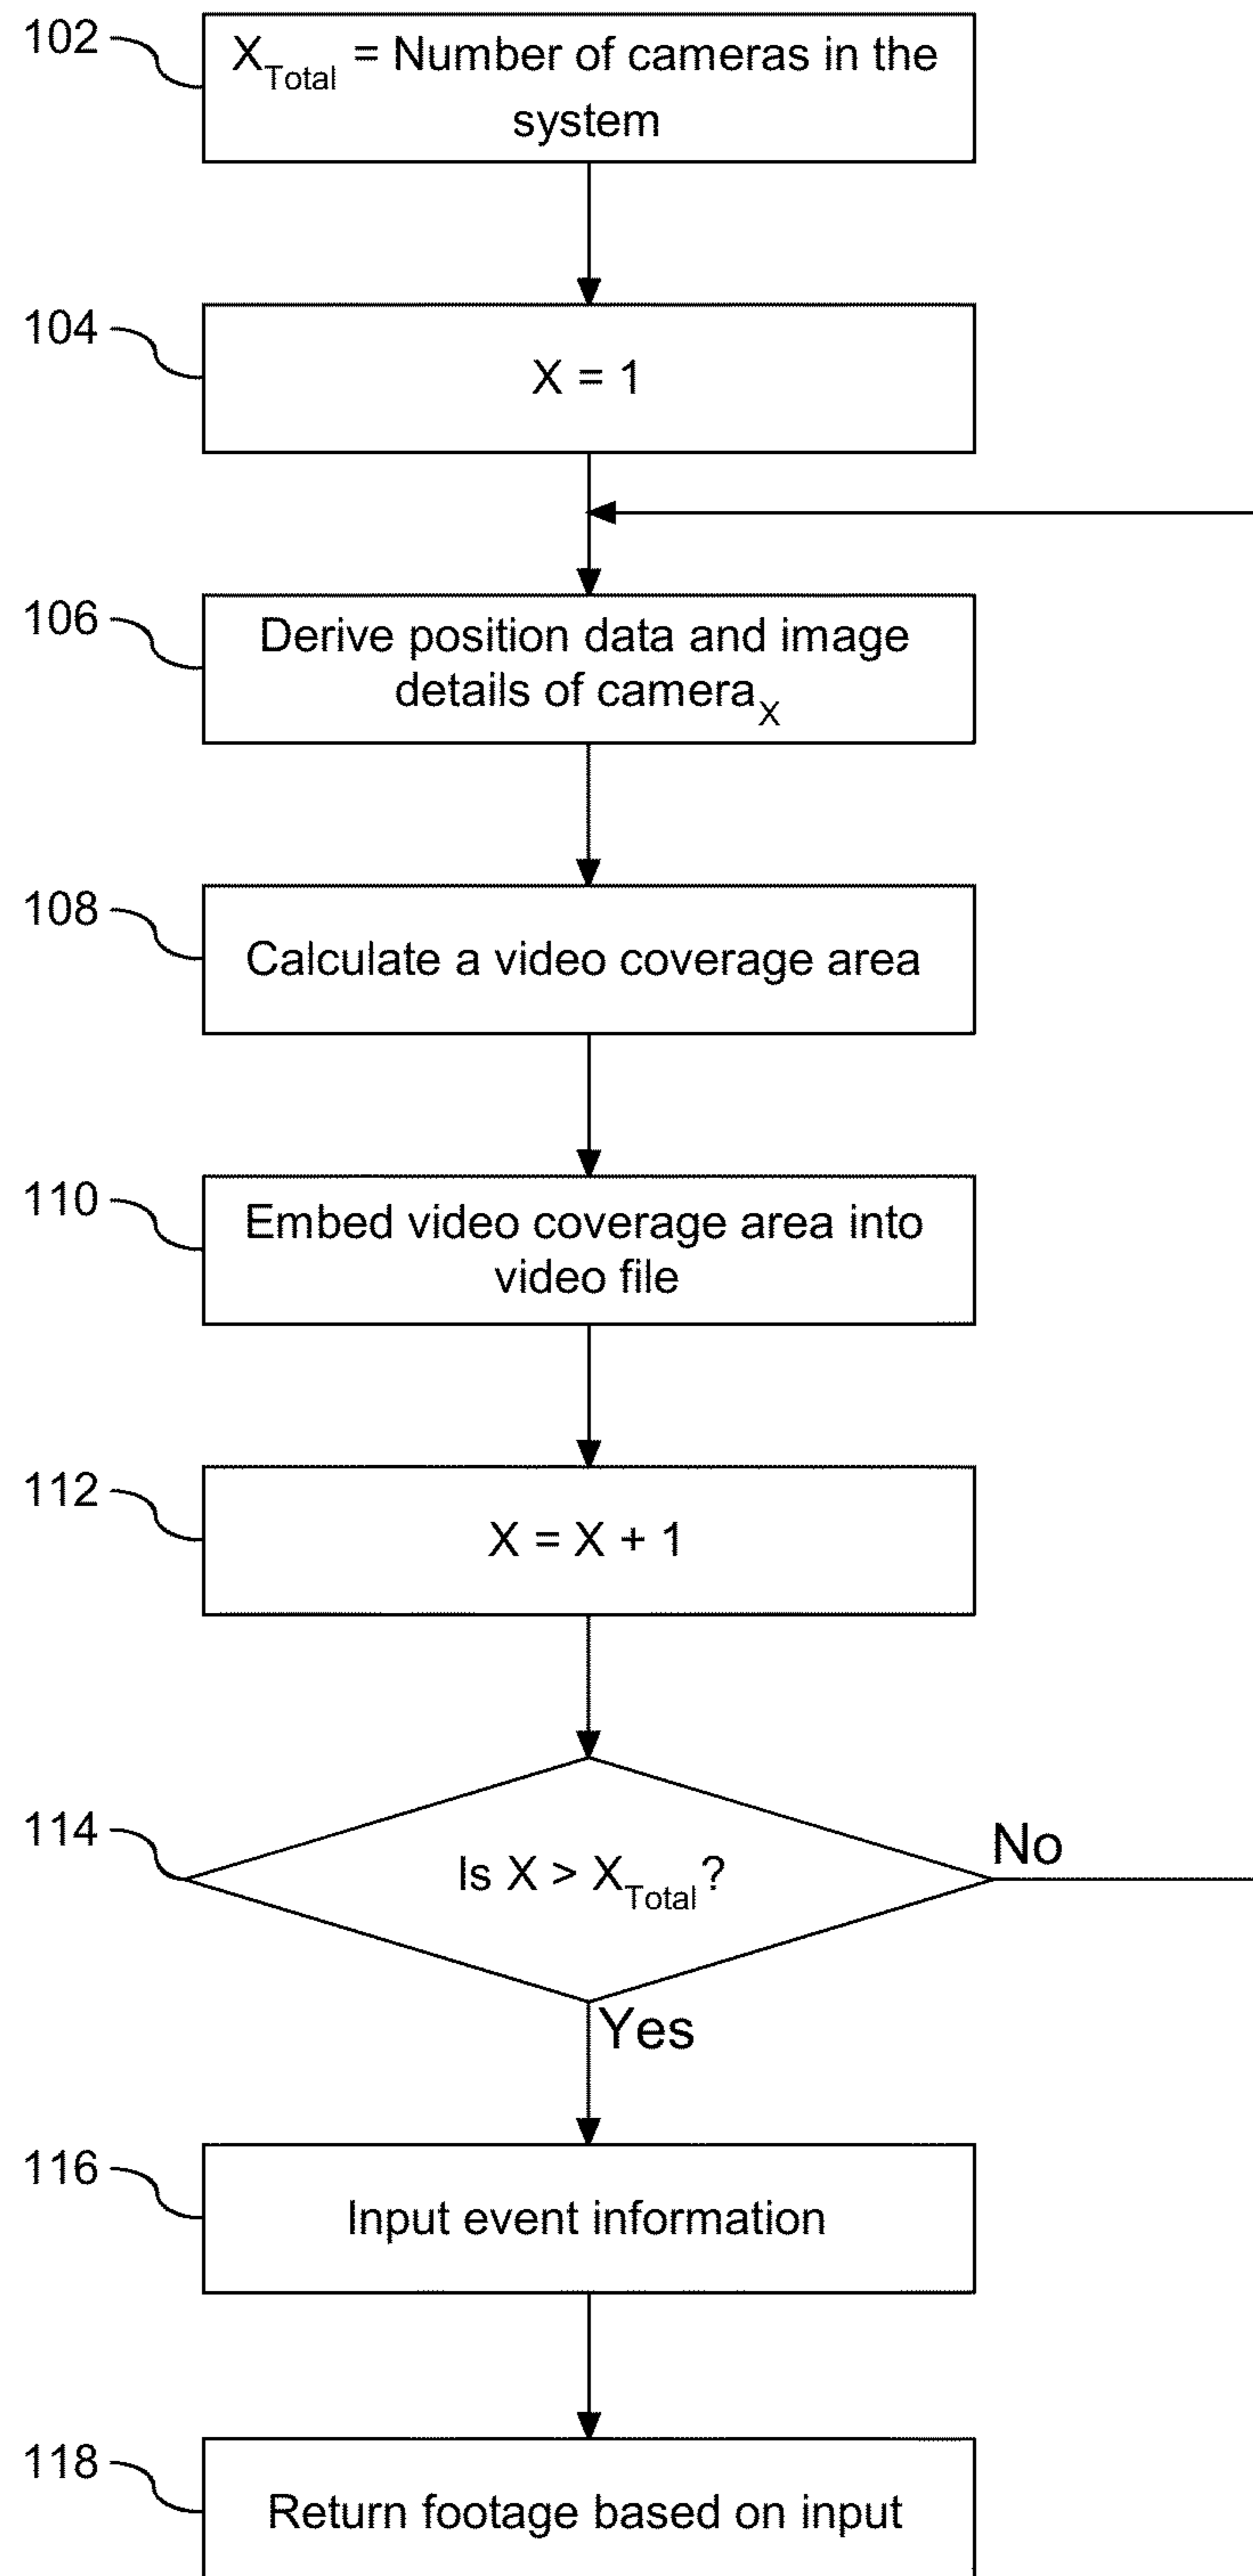 102
X_Total = Number of cameras in the
system
104
X = 1
106
Derive position data and image
details of camera_X
108
Calculate a video coverage area
110
Embed video coverage area into
video file
112
X = X + 1
114
Is X > X_Total?
No
Yes
116
Input event information
118
Return footage based on input